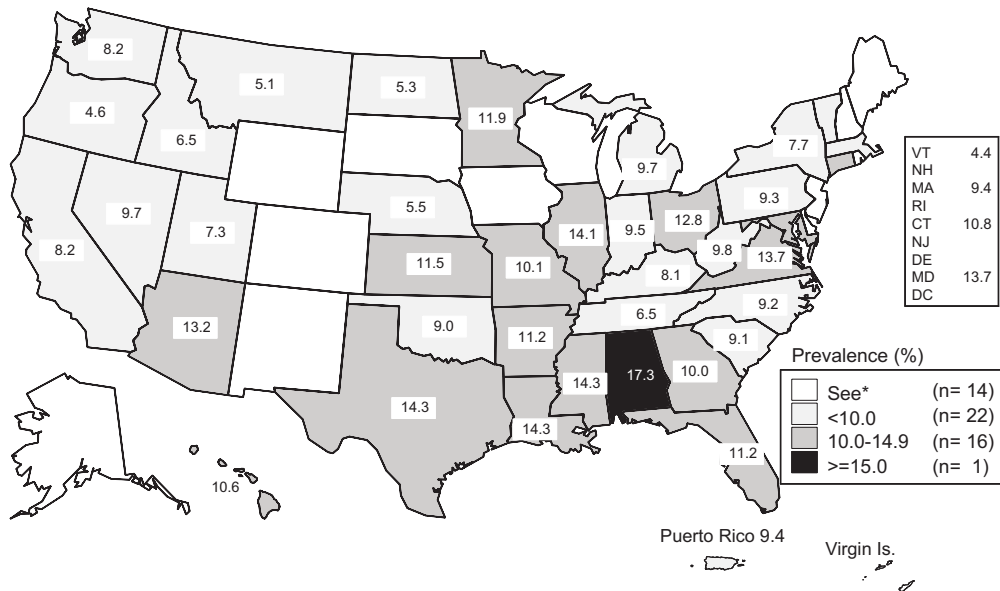 8.2
5.1
5.3
11.9
4.6
6.5
9.7
7.7
VT 4.4
NH
MA 9.4
RI
CT 10.8
NJ
DE
MD 13.7
DC
9.7
7.3
5.5
14.1
9.5
12.8
9.3
8.2
11.5
10.1
9.8
13.7
8.1
13.2
9.0
11.2
6.5
9.2
9.1
14.3
14.3
17.3
10.0
14.3
11.2
10.6
Prevalence (%)
See* (n= 14)
<10.0 (n= 22)
10.0-14.9 (n= 16)
>=15.0 (n= 1)
Puerto Rico 9.4
Virgin Is.